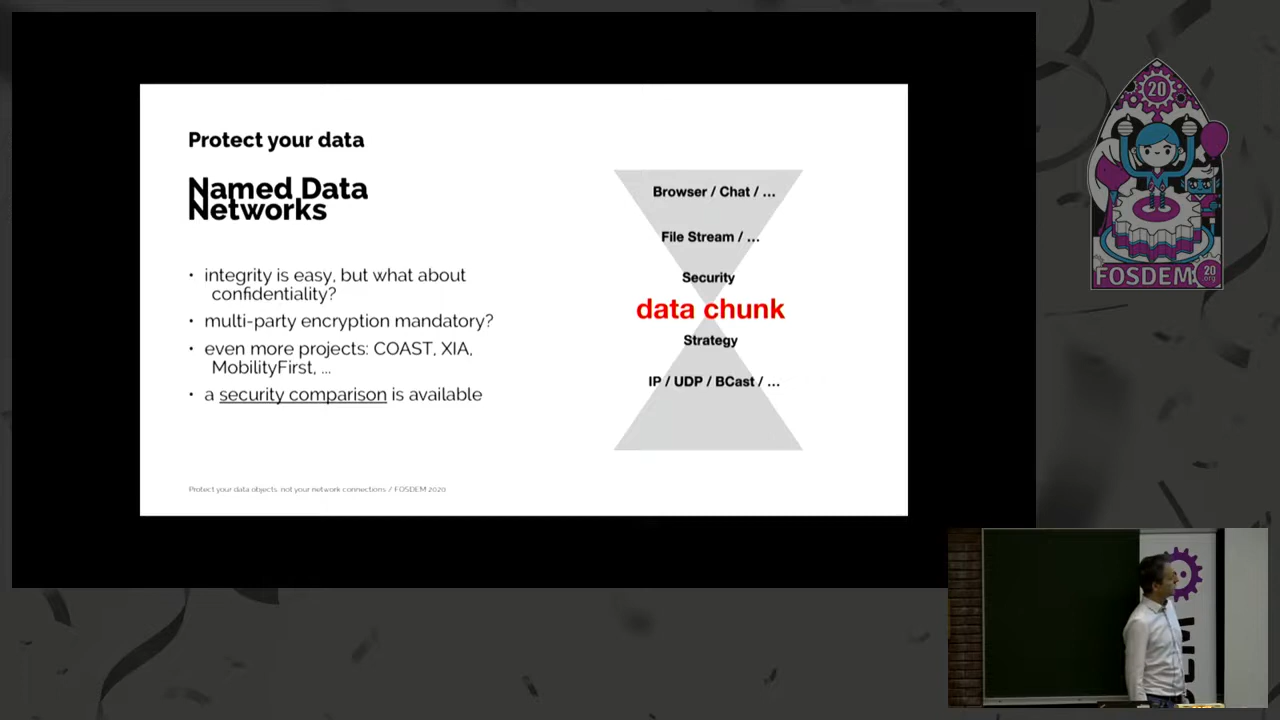 Protect your data
Named Data
Networks
• integrity is easy, but what about
confidentiality?
• multi-party encryption mandatory?
• even more projects: COAST, XIA,
MobilityFirst, ...
• a security comparison is available
Protect your data objects, not your network connections / FOSDEM 2020
Browser / Chat / ...
File Stream / ...
Security
data chunk
Strategy
IP / UDP / BCast / ...
20
FOSDEM
20
.org